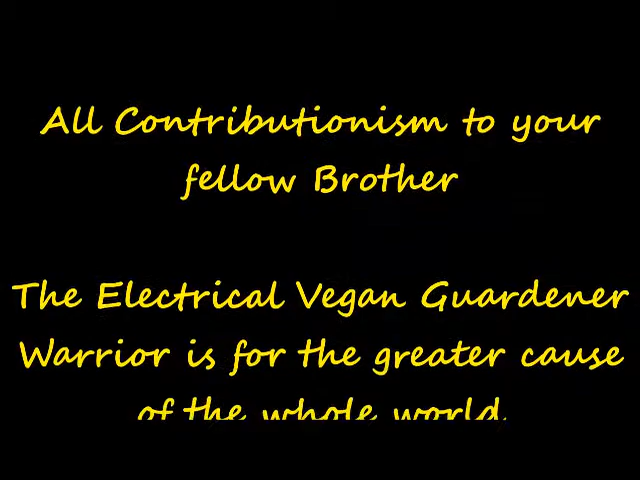 All Contributionism to your
fellow Brother
The Electrical Vegan Guardener
Warrior is for the greater cause
of the whole world.